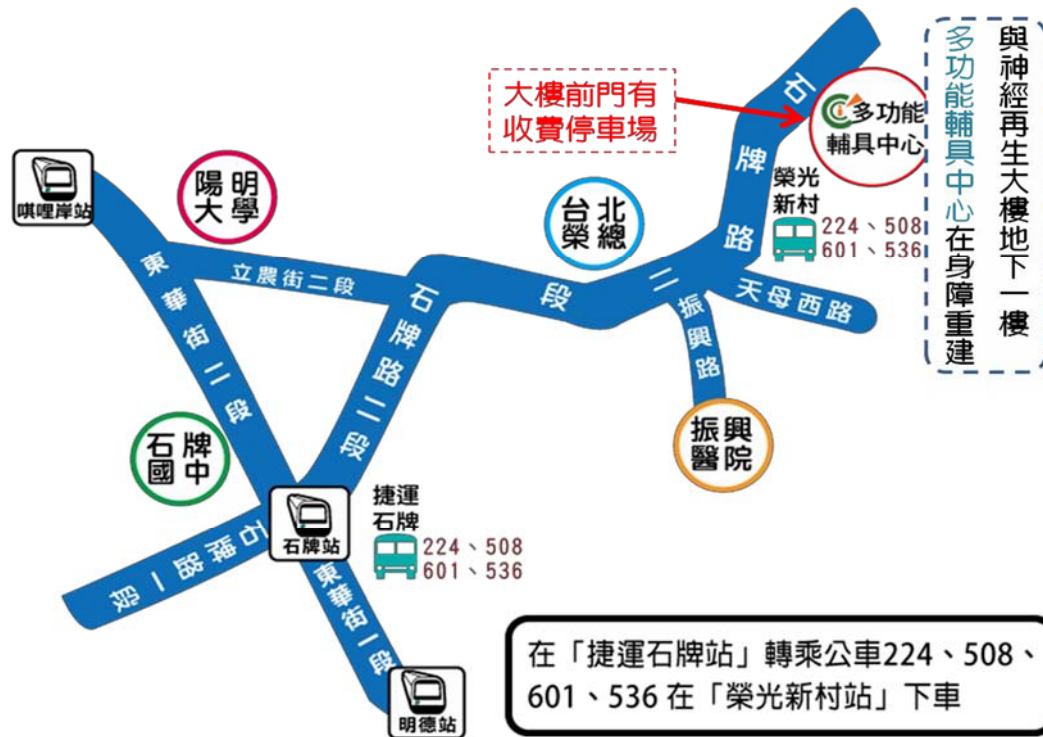 大樓前門有
收費停車場
多功能
輔具中心
與神經再生大樓地下一樓
多功能輔具中心在身障重建
石牌路二段
榮光
新村
224、508
601、536
台北
榮總
陽明
大學
唭哩岸站
東華街二段
立農街二段
石牌路二段
天母西路
振興路
振興
醫院
石牌
國中
捷運
石牌
224、508
601、536
石牌站
石牌路一段
東華街一段
明德站
在「捷運石牌站」轉乘公車224、508、
601、536 在「榮光新村站」下車